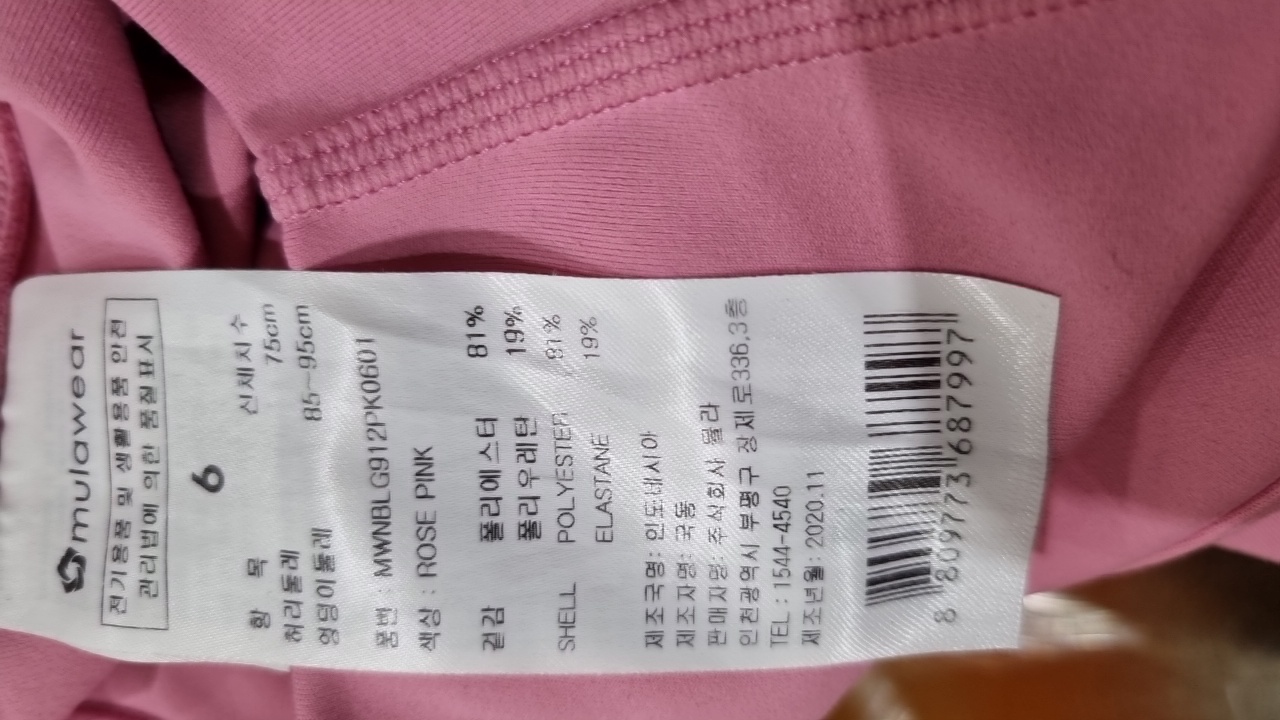 mulawear
전기용품 및 생활용품 안전
관리법에 의한 품질표시
6
항 목 신체치수
허리둘레 75cm
엉덩이둘레 85~95cm
품번 : MWNBLG912PK0601
색상 : ROSE PINK
겉감 폴리에스터 81%
폴리우레탄 19%
SHELL POLYESTER 81%
ELASTANE 19%
제조국명 : 인도네시아
제조자명 : 국동
판매자명 : 주식회사 뮬라
인천광역시 부평구 장제로336,3층
TEL : 1544-4540
제조년월 : 2020.11
8 809773 687997